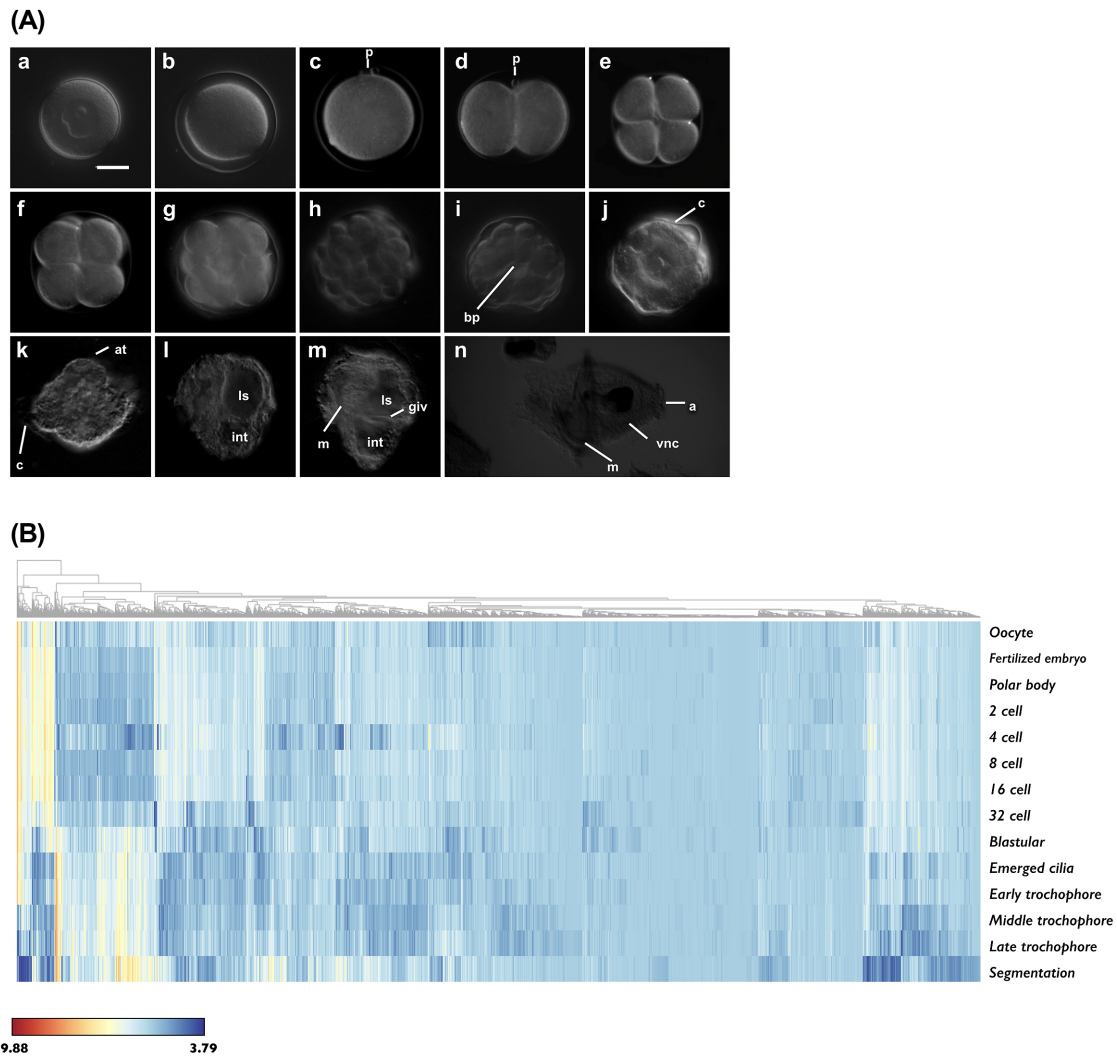 (A)
a b c p d p e
f g h i bp j c
k at c l ls int m ls giv m int n a vnc m
(B)
Oocyte
Fertilized embryo
Polar body
2 cell
4 cell
8 cell
16 cell
32 cell
Blastular
Emerged cilia
Early trochophore
Middle trochophore
Late trochophore
Segmentation
9.88 3.79